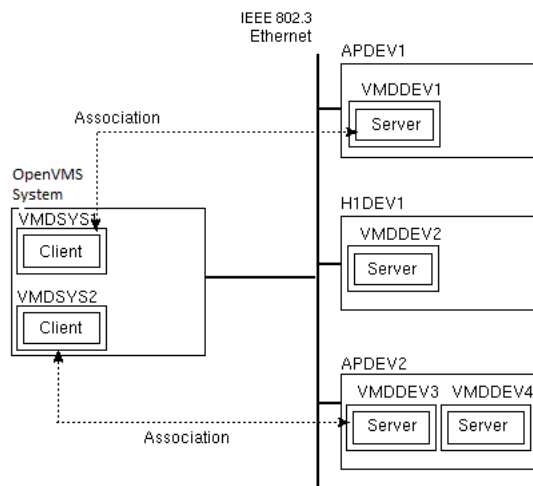 IEEE 802.3
Ethernet
APDEV1
VMDDEV1
Server
Association
OpenVMS
System
VMDSYS1
Client
H1DEV1
VMDDEV2
Server
VMDSYS2
Client
APDEV2
VMDDEV3 VMDDEV4
Server Server
Association